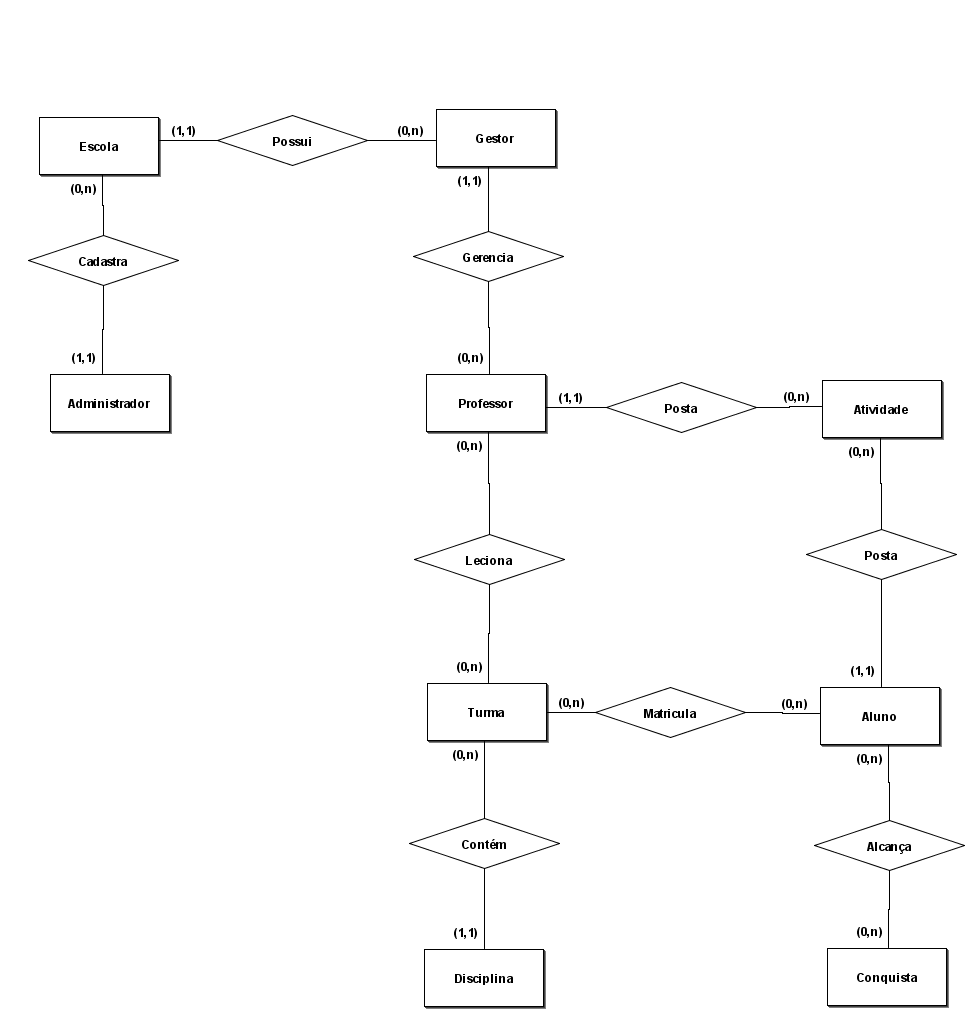 (1,1)
(0,n)
Escola
Possui
Gestor
(0,n)
(1,1)
Cadastra
Gerencia
(1,1)
(0,n)
Administrador
Professor
(1,1)
Posta
(0,n)
Atividade
(0,n)
(0,n)
Leciona
Posta
(0,n)
(1,1)
Turma
(0,n)
Matricula
(0,n)
Aluno
(0,n)
(0,n)
Contém
Alcança
(1,1)
(0,n)
Disciplina
Conquista